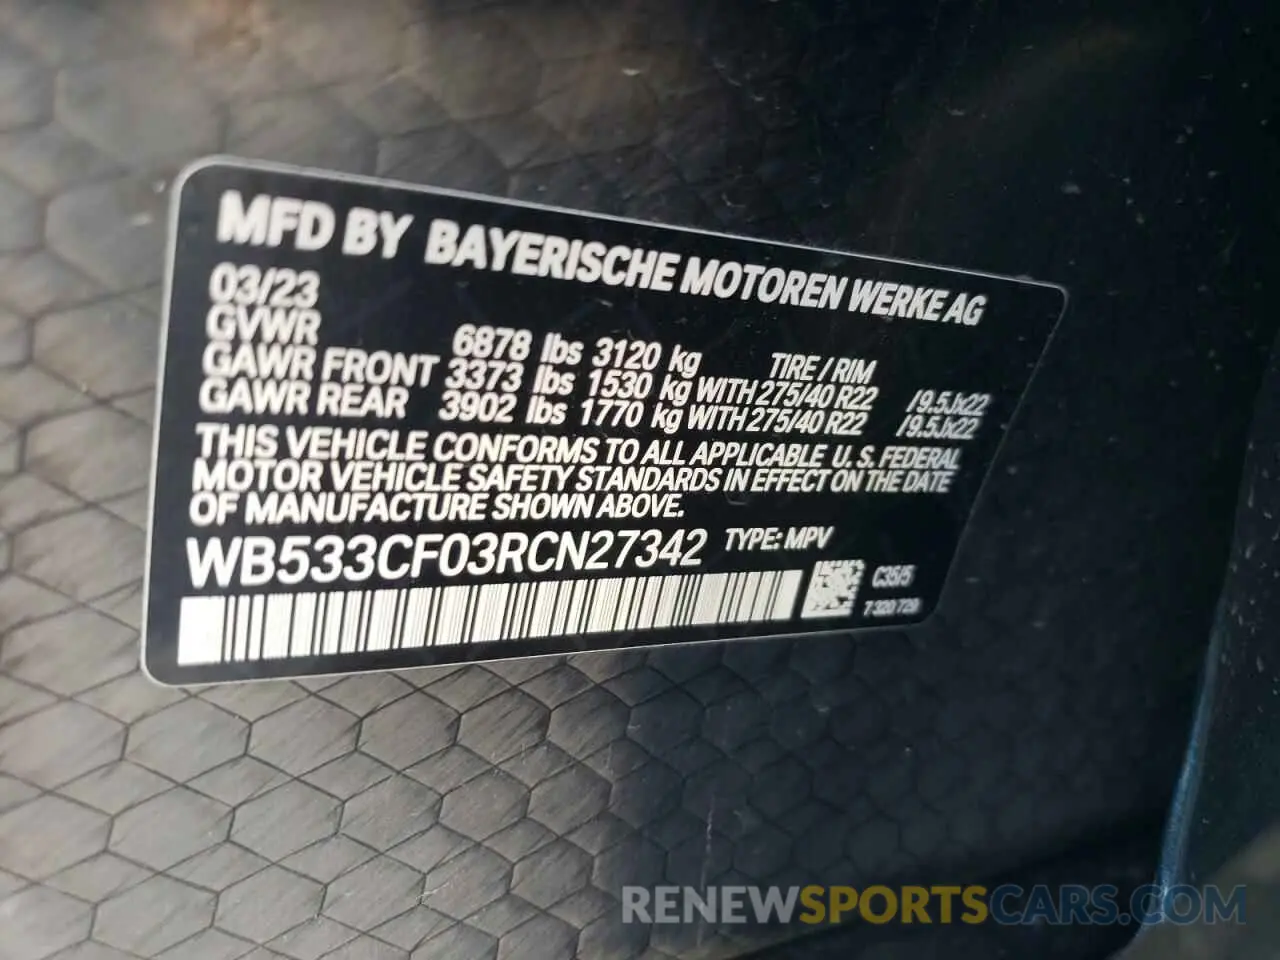 MFD BY BAYERISCHE MOTOREN WERKE AG
03/23
GVWR 6878 lbs 3120 kg TIRE / RIM
GAWR FRONT 3373 lbs 1530 kg WITH 275/40 R22 /9.5Jx22
GAWR REAR 3902 lbs 1770 kg WITH 275/40 R22 /9.5Jx22
THIS VEHICLE CONFORMS TO ALL APPLICABLE U.S. FEDERAL
MOTOR VEHICLE SAFETY STANDARDS IN EFFECT ON THE DATE
OF MANUFACTURE SHOWN ABOVE.
WB533CF03RCN27342 TYPE: MPV
C35/5
7 320 729
RENEWSPORTSCARS.COM